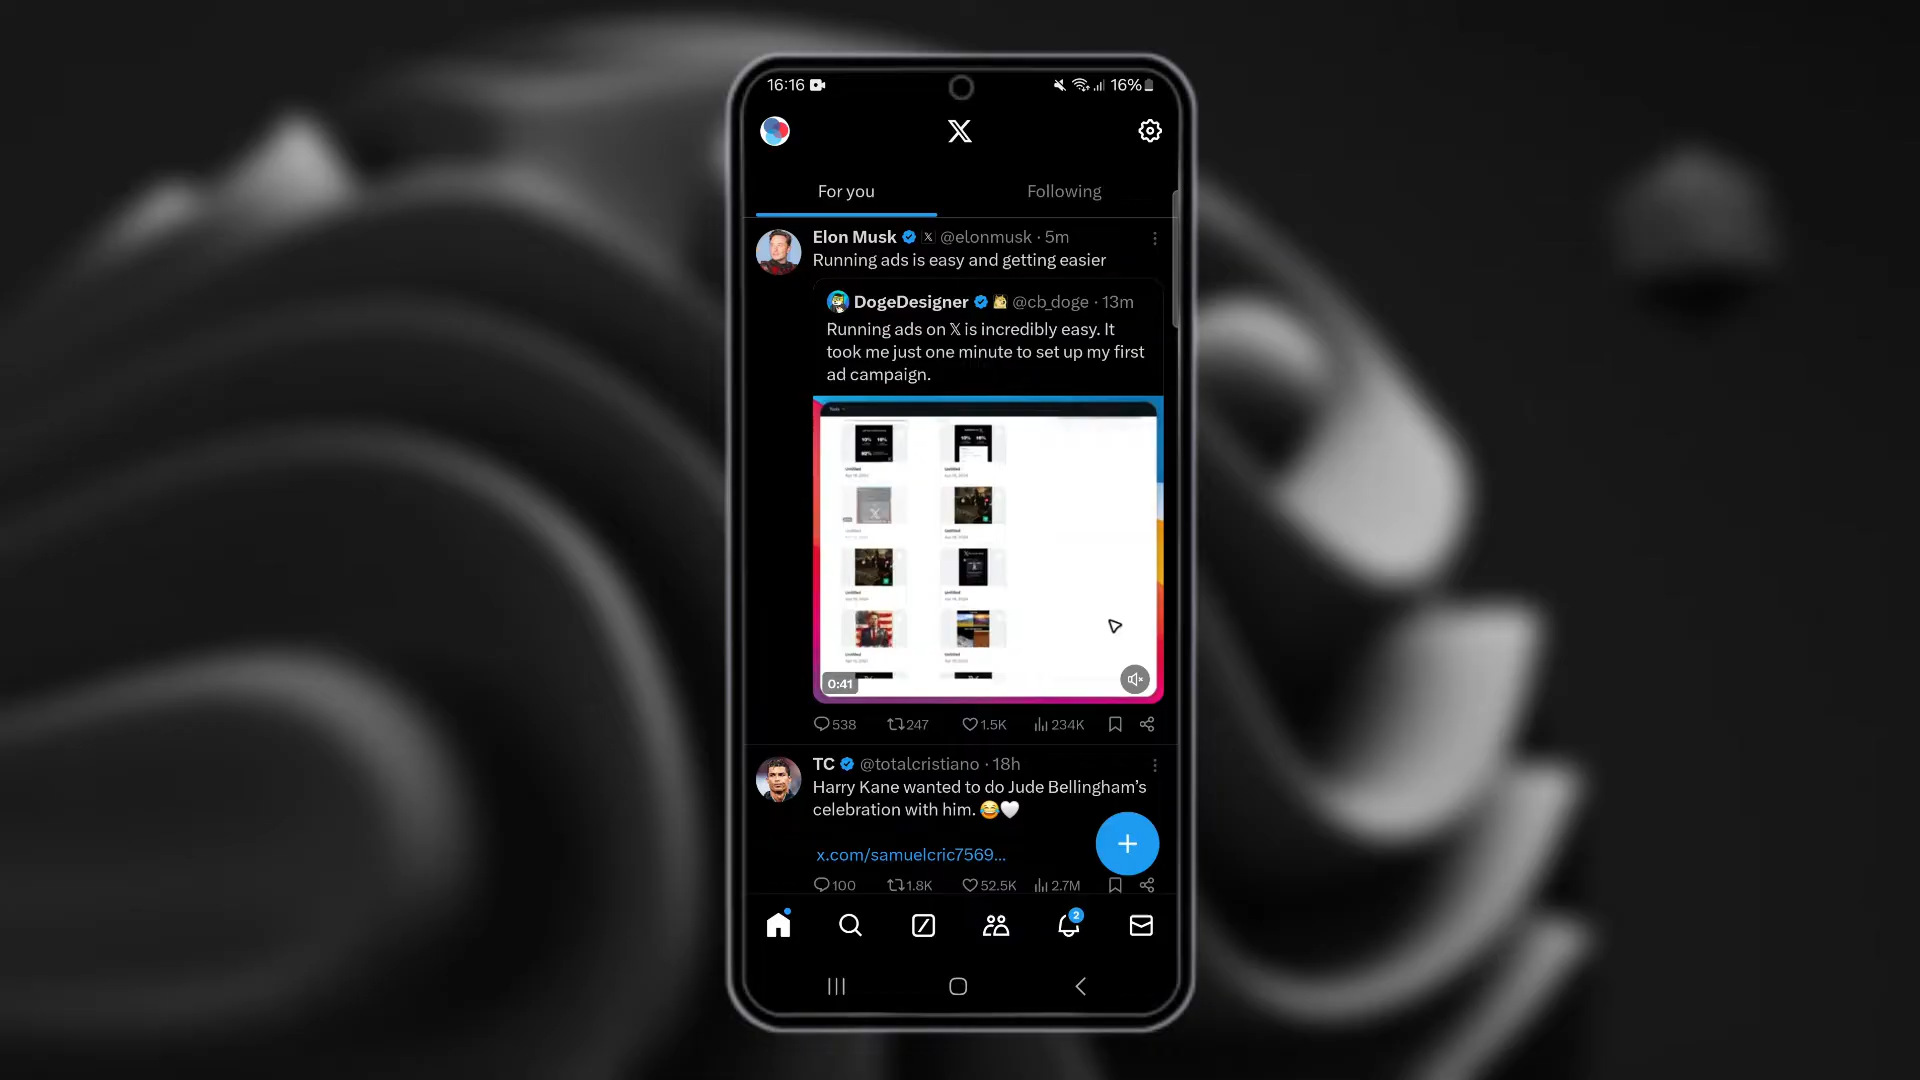 16:16
16%
For you
Following
Elon Musk @elonmusk · 5m
Running ads is easy and getting easier
DogeDesigner @cb_doge · 13m
Running ads on 𝕏 is incredibly easy. It
took me just one minute to set up my first
ad campaign.
0:41
538
247
1.5K
234K
TC @totalcristiano · 18h
Harry Kane wanted to do Jude Bellingham’s
celebration with him. 😂🤍
x.com/samuelcric7569...
100
1.8K
52.5K
2.7M
2